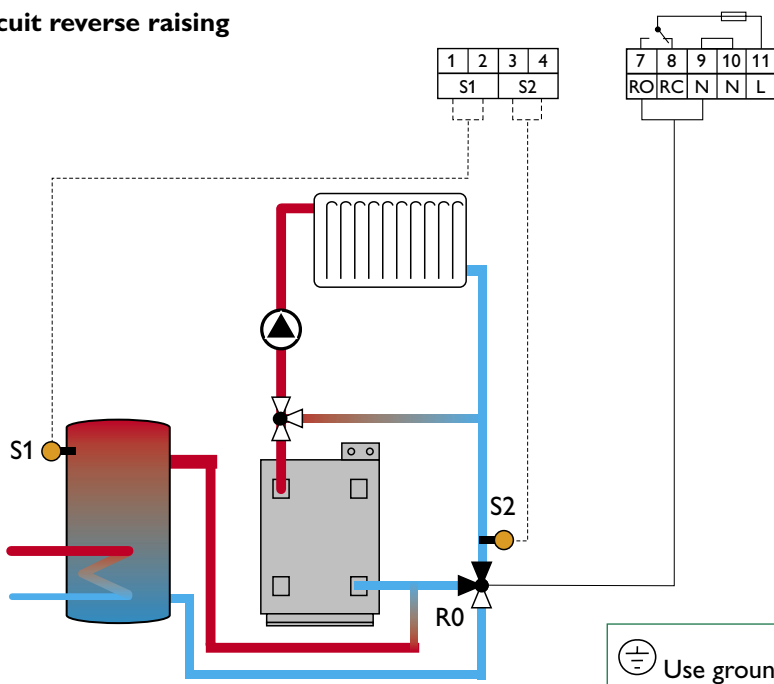 cuit reverse raising
1 2 3 4
S1 S2
7 8 9 10 11
RO RC N N L
S1
S2
R0
Use groun